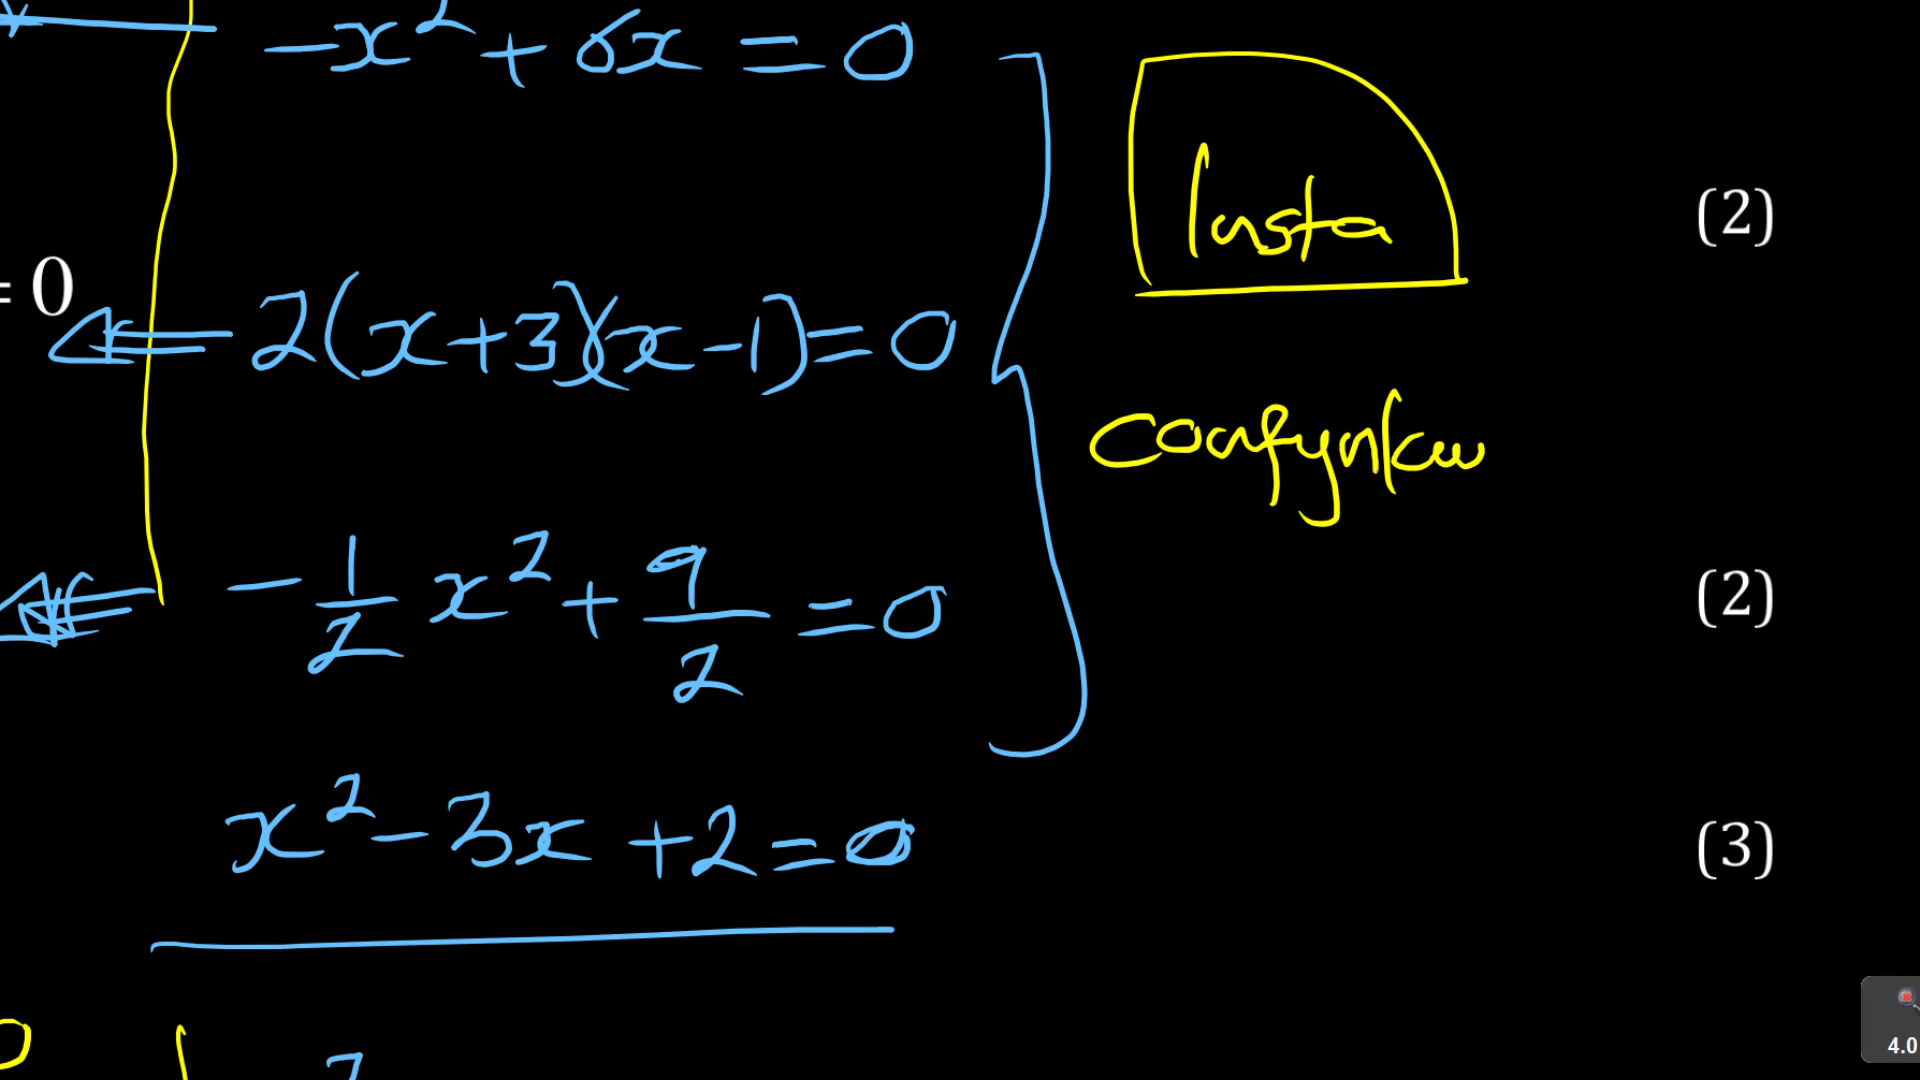 -x² + 6x = 0
Insta
(2)
= 0
2(x+3)(x-1)=0
-1/2 x² + 9/2 = 0
(2)
x² - 3x + 2 = 0
(3)
4.0